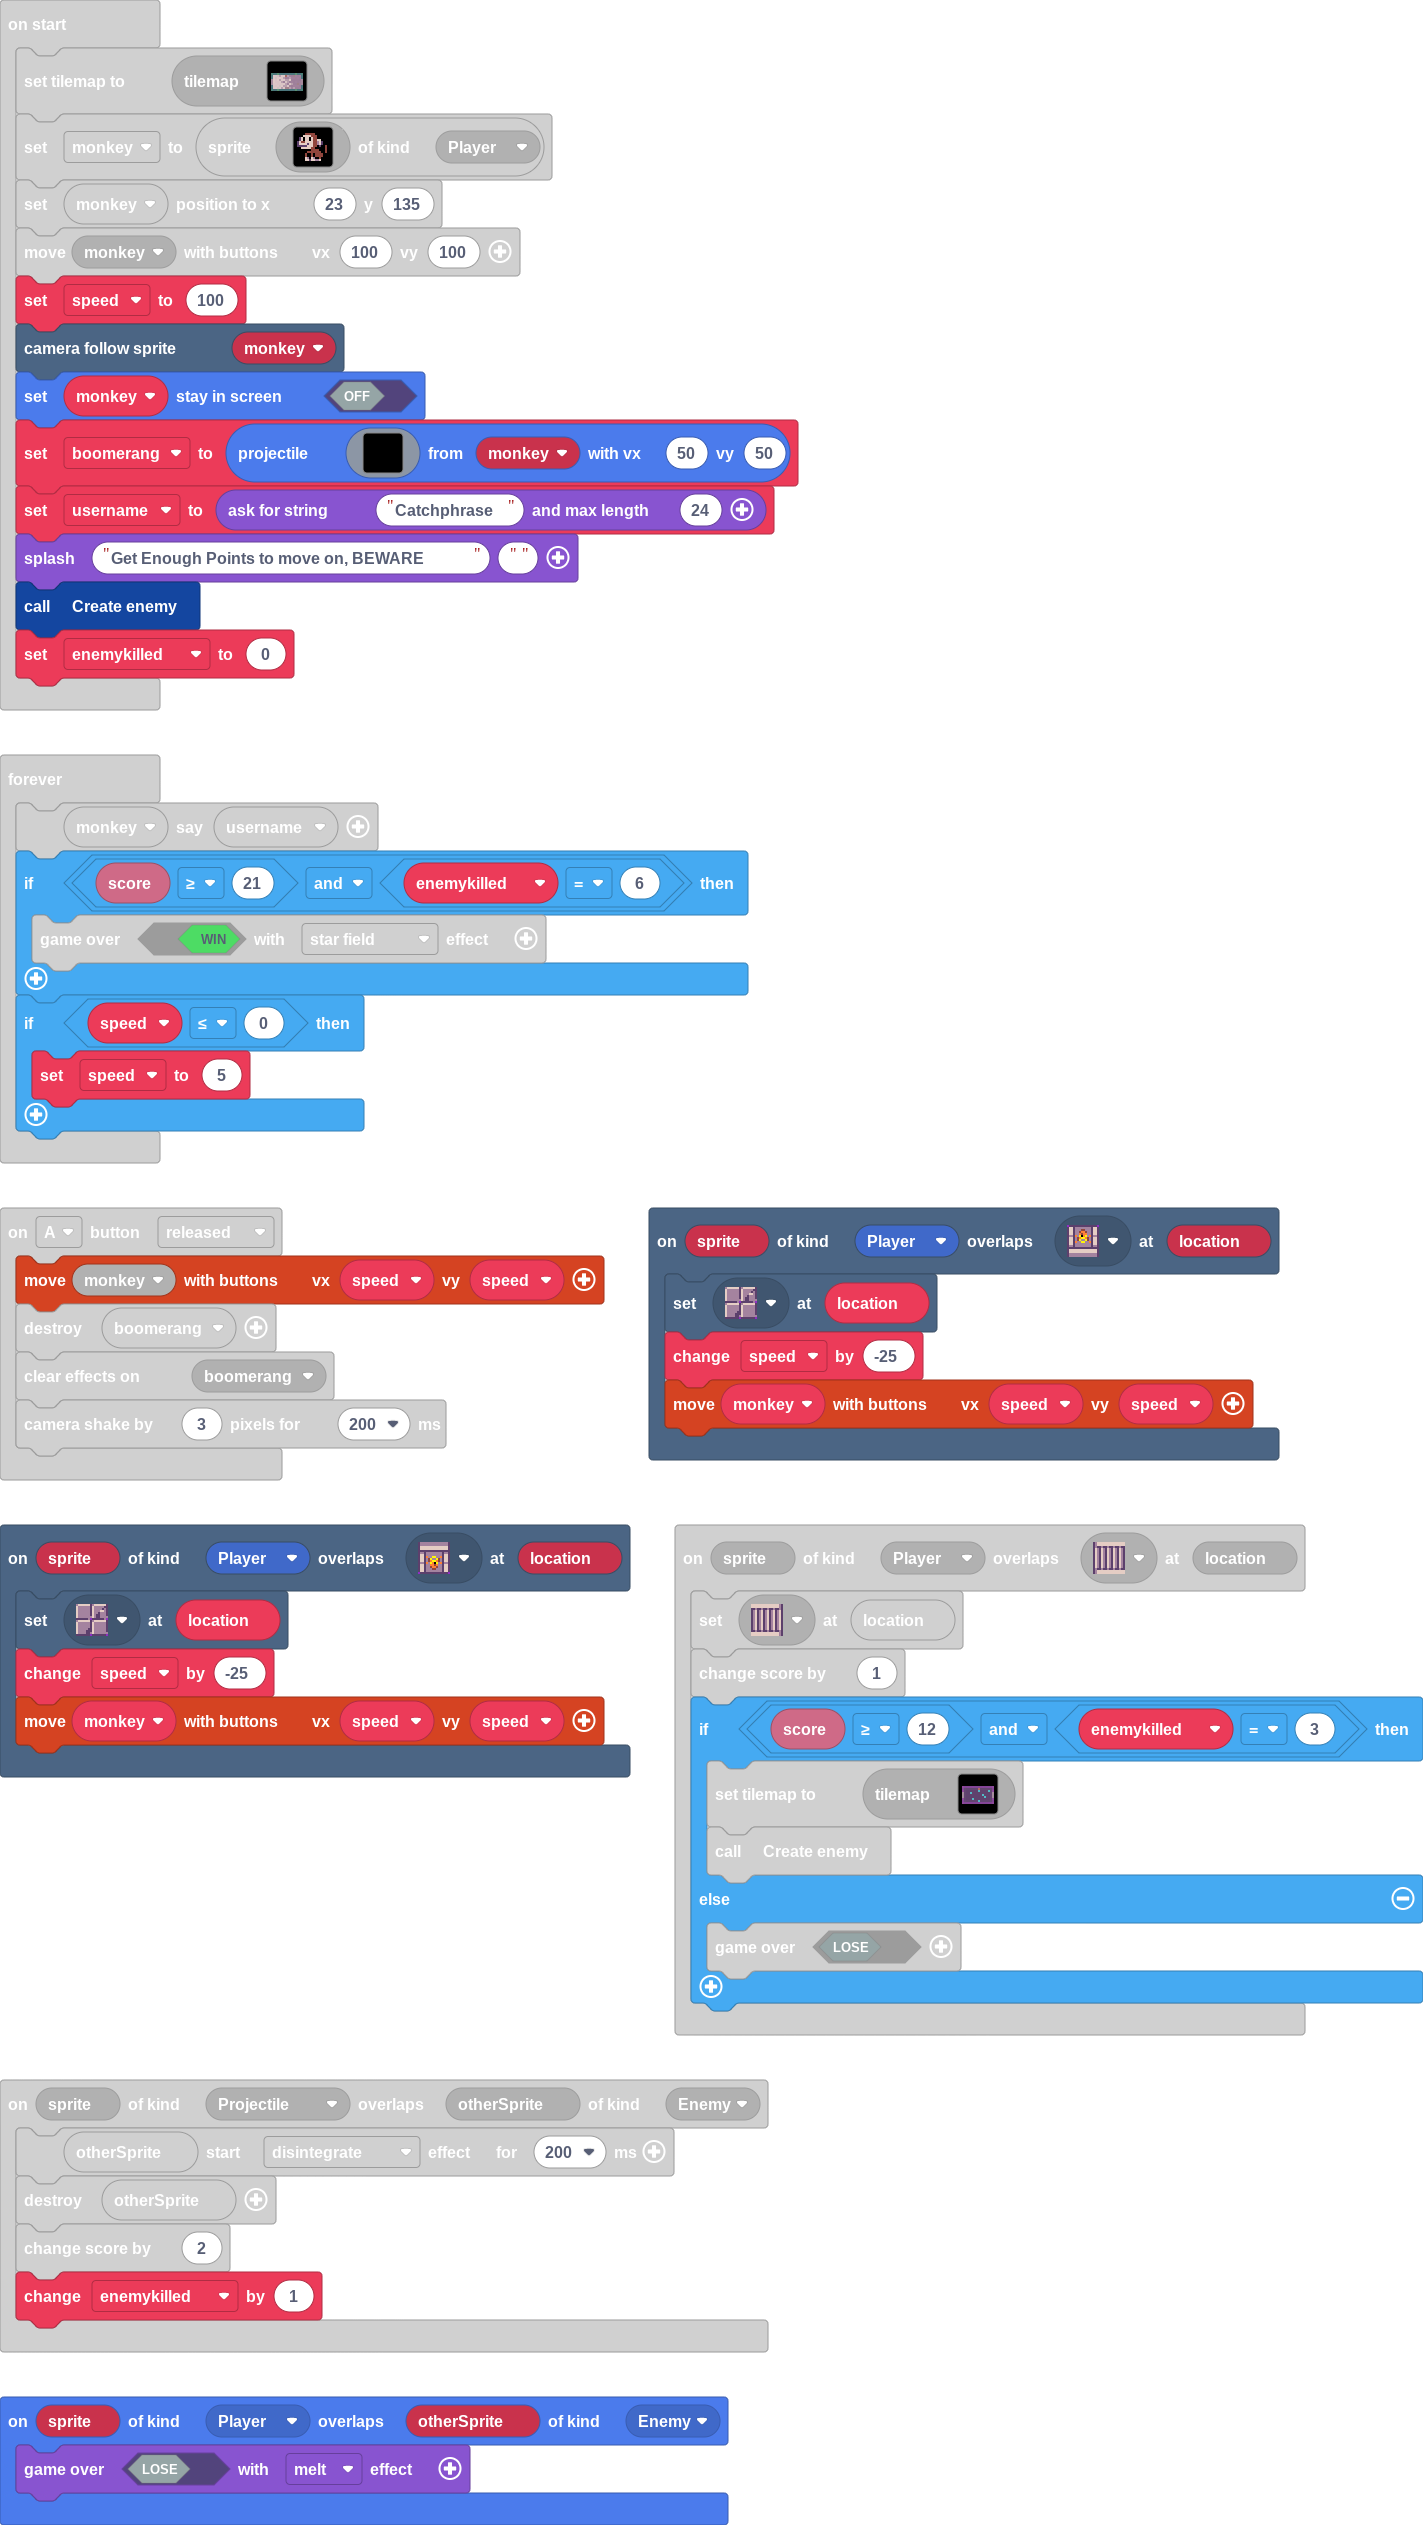 on start
set tilemap to tilemap
set monkey to sprite of kind Player
set monkey position to x 23 y 135
move monkey with buttons vx 100 vy 100
set speed to 100
camera follow sprite monkey
set monkey stay in screen OFF
set boomerang to projectile from monkey with vx 50 vy 50
set username to ask for string "Catchphrase" and max length 24
splash "Get Enough Points to move on, BEWARE" " "
call Create enemy
set enemykilled to 0
forever
monkey say username
if score ≥ 21 and enemykilled = 6 then
game over WIN with star field effect
if speed ≤ 0 then
set speed to 5
on A button released
move monkey with buttons vx speed vy speed
destroy boomerang
clear effects on boomerang
camera shake by 3 pixels for 200 ms
on sprite of kind Player overlaps at location
set at location
change speed by -25
move monkey with buttons vx speed vy speed
on sprite of kind Player overlaps at location
set at location
change speed by -25
move monkey with buttons vx speed vy speed
on sprite of kind Player overlaps at location
set at location
change score by 1
if score ≥ 12 and enemykilled = 3 then
set tilemap to tilemap
call Create enemy
else
game over LOSE
on sprite of kind Projectile overlaps otherSprite of kind Enemy
otherSprite start disintegrate effect for 200 ms
destroy otherSprite
change score by 2
change enemykilled by 1
on sprite of kind Player overlaps otherSprite of kind Enemy
game over LOSE with melt effect